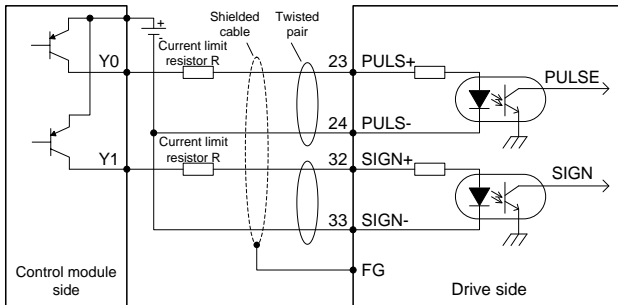 +
-
Shielded
cable
Twisted
pair
Y0
Current limit
resistor R
23
PULS+
PULSE
24
PULS-
Y1
Current limit
resistor R
32
SIGN+
SIGN
33
SIGN-
FG
Control module
side
Drive side